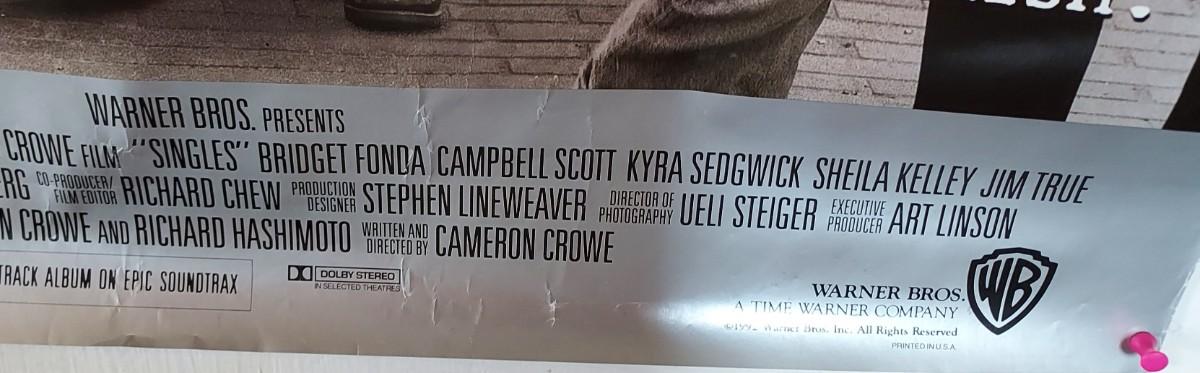 WARNER BROS. PRESENTS
CROWE FILM "SINGLES" BRIDGET FONDA CAMPBELL SCOTT KYRA SEDGWICK SHEILA KELLEY JIM TRUE
RG CO-PRODUCER/ FILM EDITOR RICHARD CHEW PRODUCTION DESIGNER STEPHEN LINEWEAVER DIRECTOR OF PHOTOGRAPHY UELI STEIGER EXECUTIVE PRODUCER ART LINSON
N CROWE AND RICHARD HASHIMOTO WRITTEN AND DIRECTED BY CAMERON CROWE
TRACK ALBUM ON EPIC SOUNDTRAX
DOLBY STEREO
IN SELECTED THEATRES
WARNER BROS.
A TIME WARNER COMPANY
WB
©1992 Warner Bros. Inc. All Rights Reserved
PRINTED IN U.S.A.